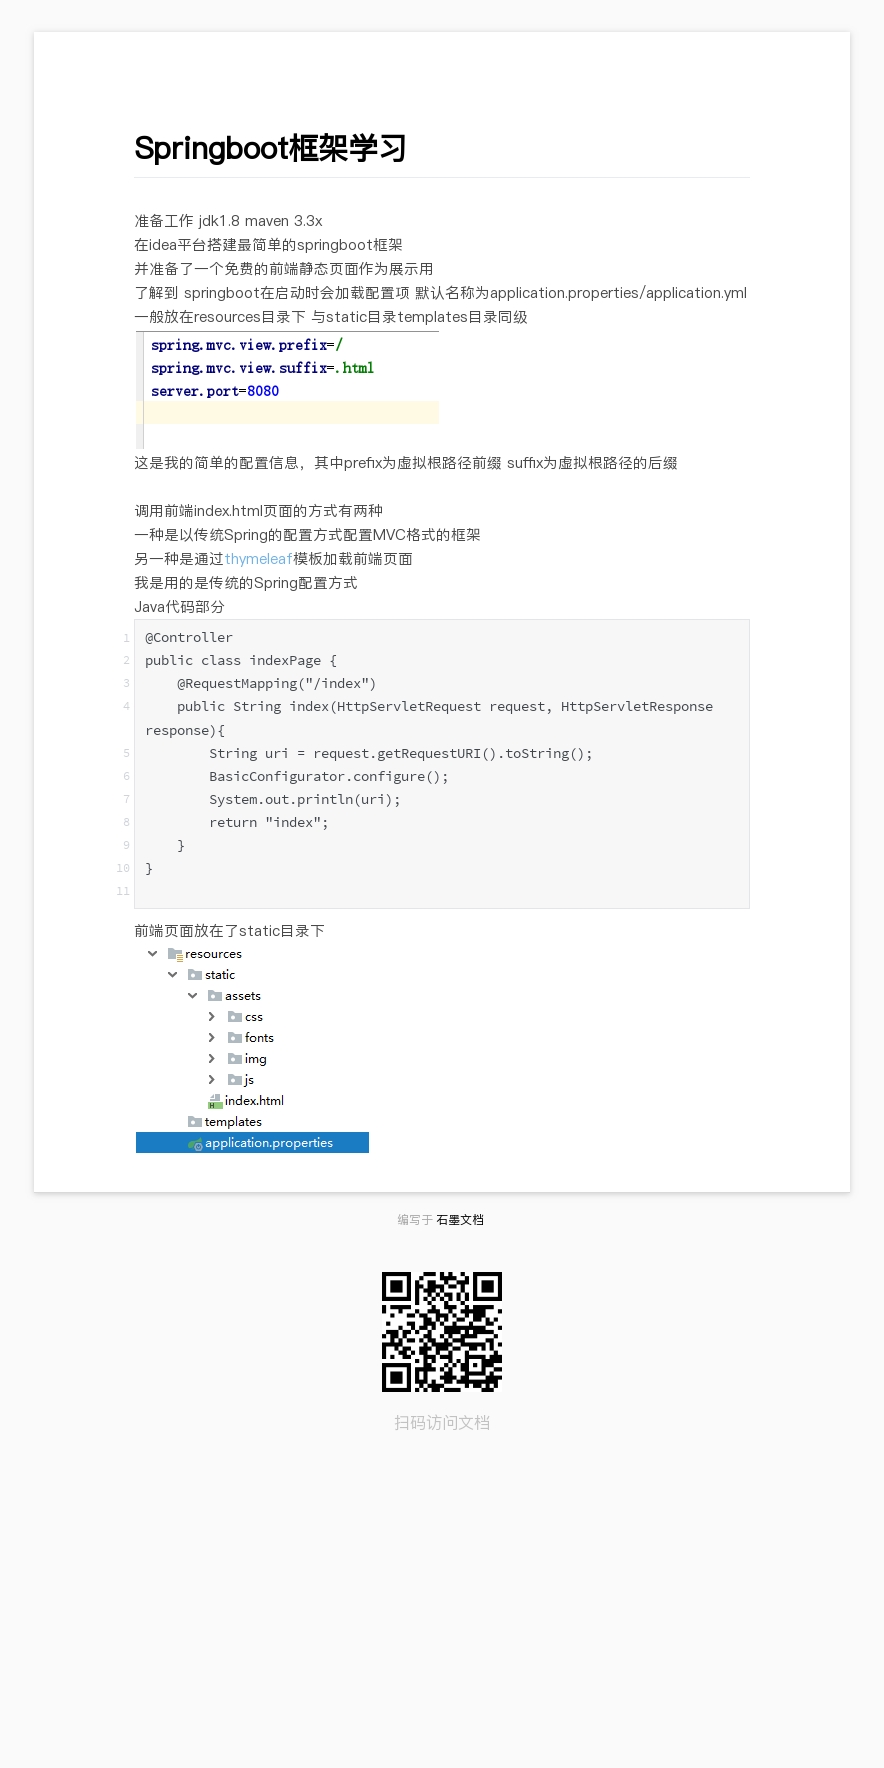 Springboot框架学习
准备工作 jdk1.8 maven 3.3x
在idea平台搭建最简单的springboot框架
并准备了一个免费的前端静态页面作为展示用
了解到 springboot在启动时会加载配置项 默认名称为application.properties/application.yml
一般放在resources目录下 与static目录templates目录同级
spring.mvc.view.prefix=/
spring.mvc.view.suffix=.html
server.port=8080
这是我的简单的配置信息，其中prefix为虚拟根路径前缀 suffix为虚拟根路径的后缀
调用前端index.html页面的方式有两种
一种是以传统Spring的配置方式配置MVC格式的框架
另一种是通过thymeleaf模板加载前端页面
我是用的是传统的Spring配置方式
Java代码部分
1 @Controller
2 public class indexPage {
3     @RequestMapping("/index")
4     public String index(HttpServletRequest request, HttpServletResponse
response){
5         String uri = request.getRequestURI().toString();
6         BasicConfigurator.configure();
7         System.out.println(uri);
8         return "index";
9     }
10 }
11
前端页面放在了static目录下
resources
static
assets
css
fonts
img
js
index.html
templates
application.properties
编写于 石墨文档
扫码访问文档